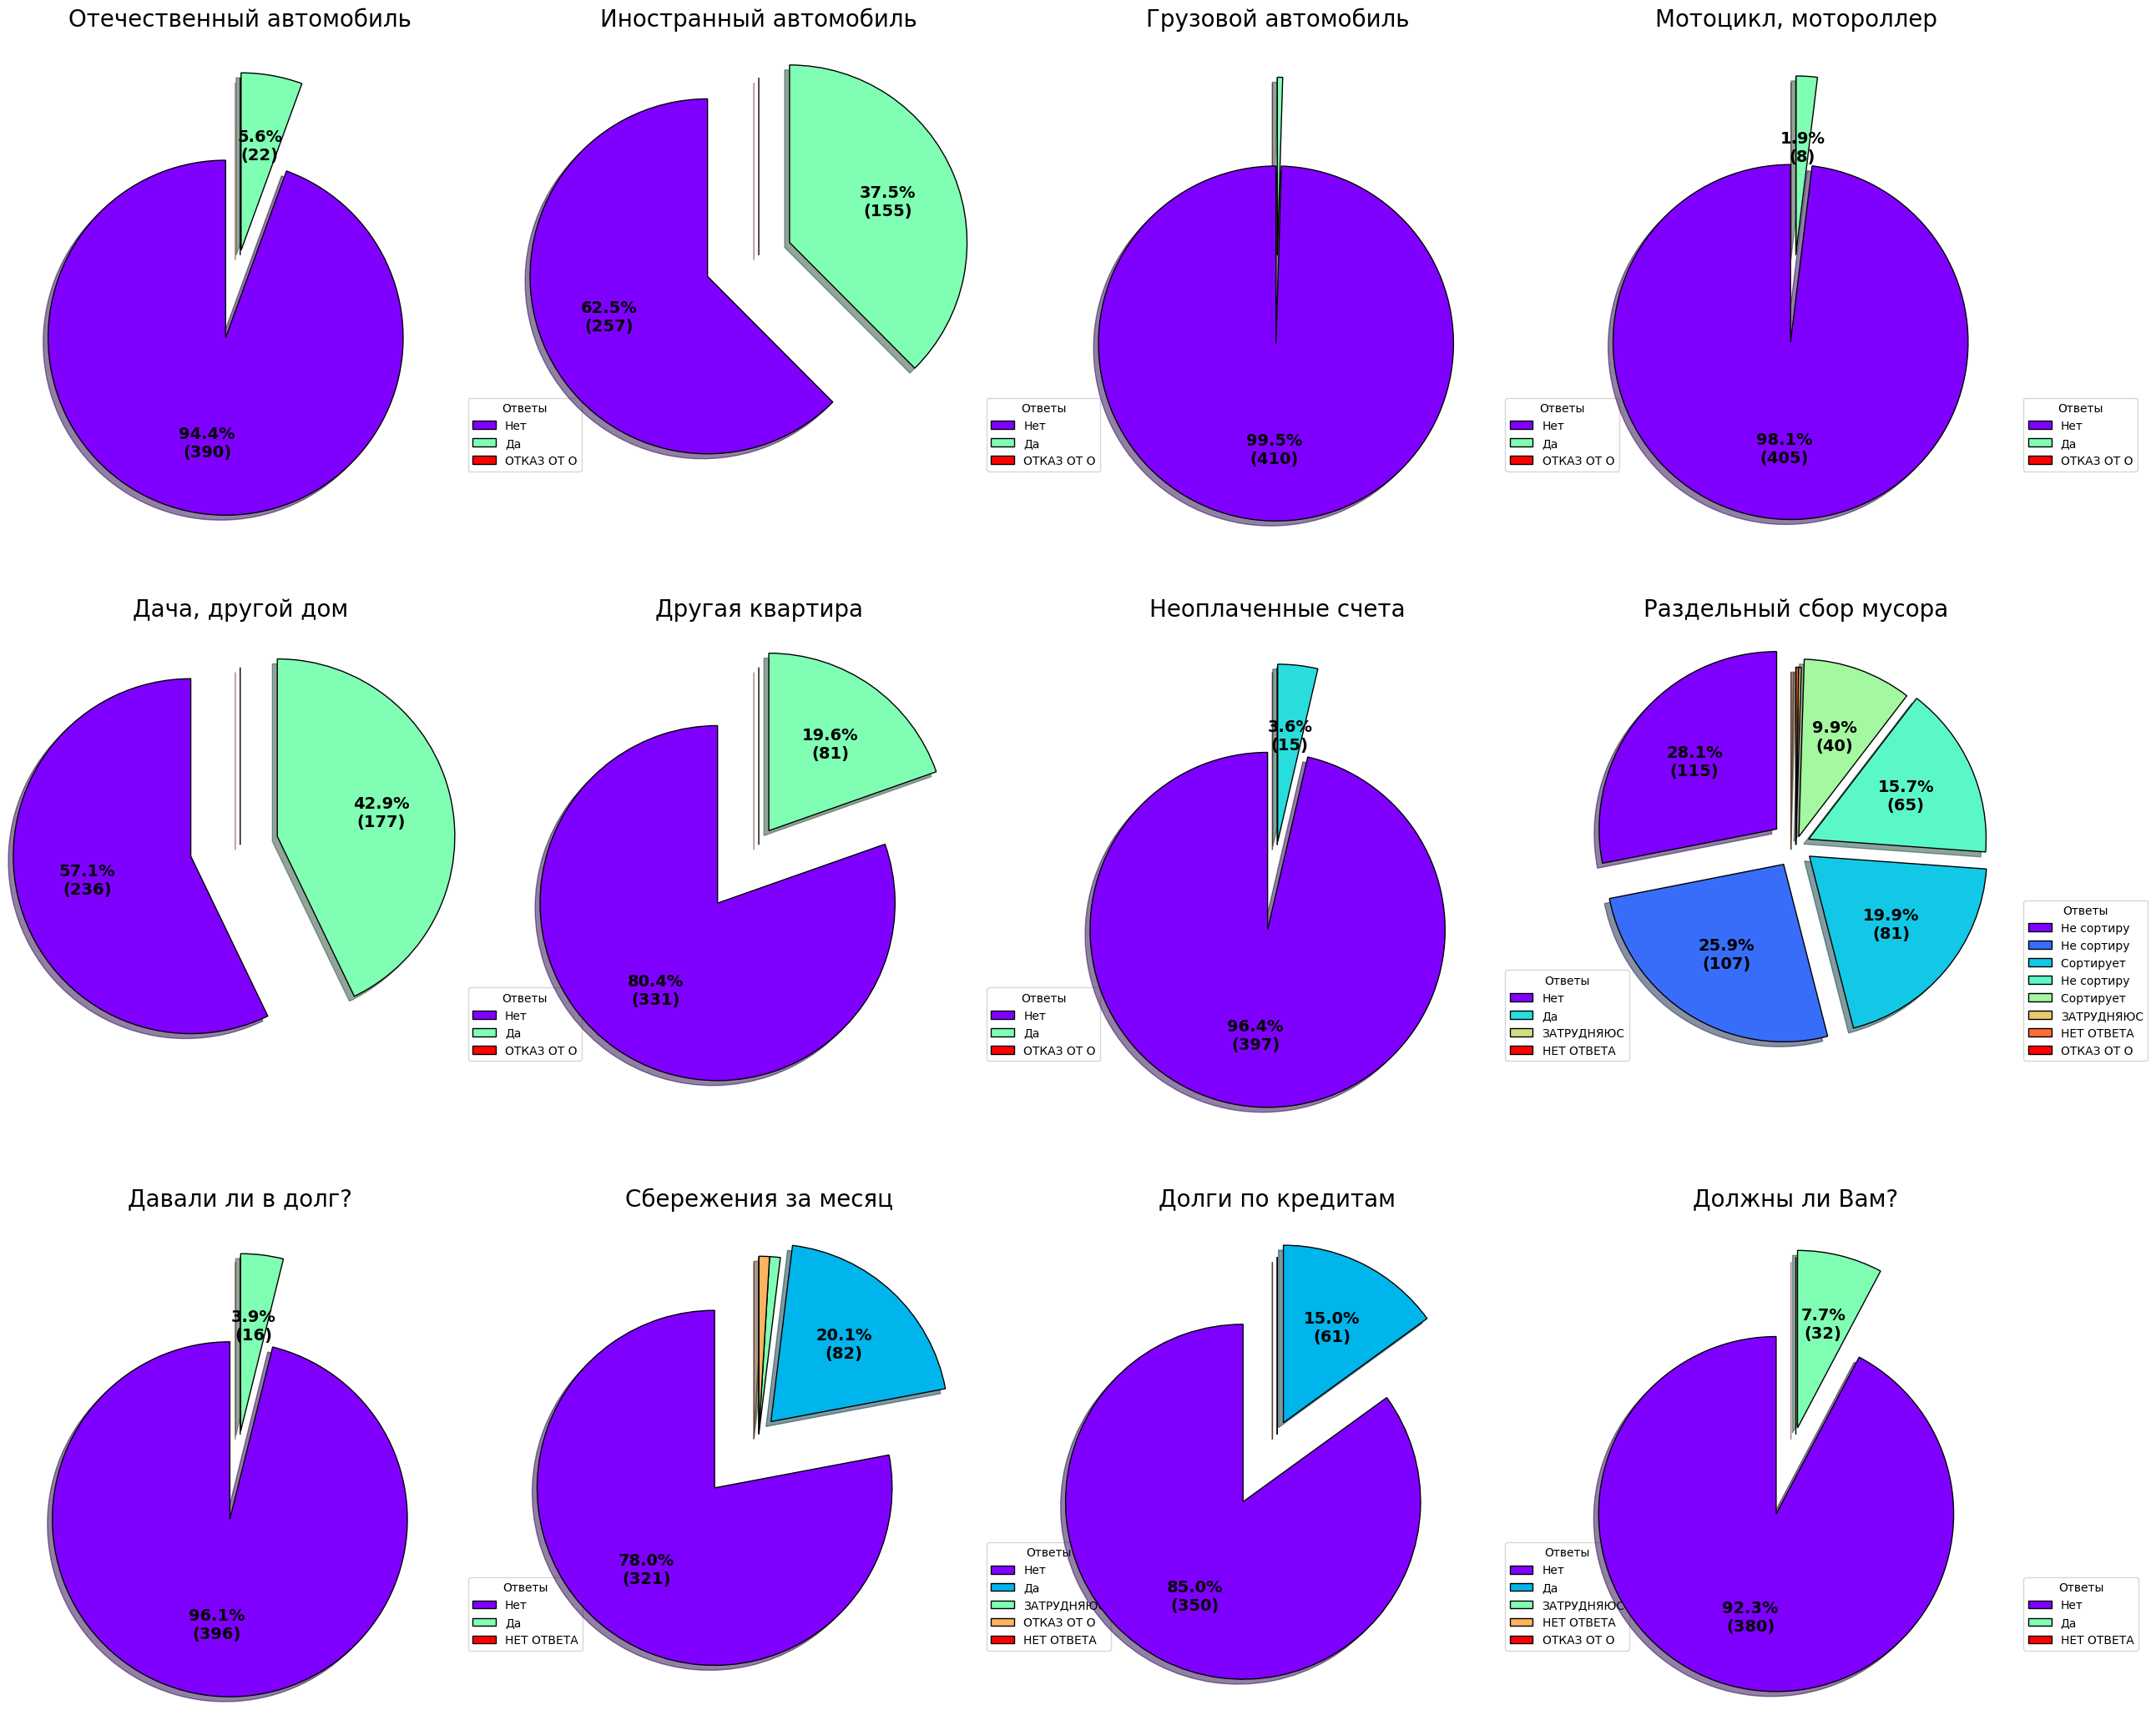 Отечественный автомобиль
5.6%
(22)
94.4%
(390)
Ответы
Нет
Да
ОТКАЗ ОТ О
Иностранный автомобиль
37.5%
(155)
62.5%
(257)
Ответы
Нет
Да
ОТКАЗ ОТ О
Грузовой автомобиль
99.5%
(410)
Ответы
Нет
Да
ОТКАЗ ОТ О
Мотоцикл, мотороллер
1.9%
(8)
98.1%
(405)
Ответы
Нет
Да
ОТКАЗ ОТ О
Дача, другой дом
42.9%
(177)
57.1%
(236)
Ответы
Нет
Да
ОТКАЗ ОТ О
Другая квартира
19.6%
(81)
80.4%
(331)
Ответы
Нет
Да
ОТКАЗ ОТ О
Неоплаченные счета
3.6%
(15)
96.4%
(397)
Ответы
Нет
Да
ЗАТРУДНЯЮС
НЕТ ОТВЕТА
Раздельный сбор мусора
9.9%
(40)
28.1%
(115)
15.7%
(65)
19.9%
(81)
25.9%
(107)
Ответы
Не сортиру
Не сортиру
Сортирует
Не сортиру
Сортирует
ЗАТРУДНЯЮС
НЕТ ОТВЕТА
ОТКАЗ ОТ О
Давали ли в долг?
3.9%
(16)
96.1%
(396)
Ответы
Нет
Да
НЕТ ОТВЕТА
Сбережения за месяц
20.1%
(82)
78.0%
(321)
Ответы
Нет
Да
ЗАТРУДНЯЮС
ОТКАЗ ОТ О
НЕТ ОТВЕТА
Долги по кредитам
15.0%
(61)
85.0%
(350)
Ответы
Нет
Да
ЗАТРУДНЯЮС
НЕТ ОТВЕТА
ОТКАЗ ОТ О
Должны ли Вам?
7.7%
(32)
92.3%
(380)
Ответы
Нет
Да
НЕТ ОТВЕТА